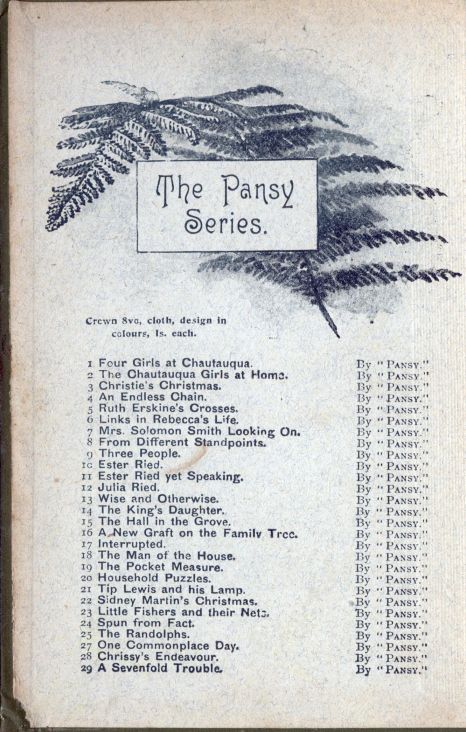 The Pansy
Series.
Crown 8vo, cloth, design in
colours, 1s. each.
1 Four Girls at Chautauqua. By "Pansy."
2 The Chautauqua Girls at Home. By "Pansy."
3 Christie's Christmas. By "Pansy."
4 An Endless Chain. By "Pansy."
5 Ruth Erskine's Crosses. By "Pansy."
6 Links in Rebecca's Life. By "Pansy."
7 Mrs. Solomon Smith Looking On. By "Pansy."
8 From Different Standpoints. By "Pansy."
9 Three People. By "Pansy."
10 Ester Ried. By "Pansy."
11 Ester Ried yet Speaking. By "Pansy."
12 Julia Ried. By "Pansy."
13 Wise and Otherwise. By "Pansy."
14 The King's Daughter. By "Pansy."
15 The Hall in the Grove. By "Pansy."
16 A New Graft on the Family Tree. By "Pansy."
17 Interrupted. By "Pansy."
18 The Man of the House. By "Pansy."
19 The Pocket Measure. By "Pansy."
20 Household Puzzles. By "Pansy."
21 Tip Lewis and his Lamp. By "Pansy."
22 Sidney Martin's Christmas. By "Pansy."
23 Little Fishers and their Nets. By "Pansy."
24 Spun from Fact. By "Pansy."
25 The Randolphs. By "Pansy."
27 One Commonplace Day. By "Pansy."
28 Chrissy's Endeavour. By "Pansy."
29 A Sevenfold Trouble. By "Pansy."